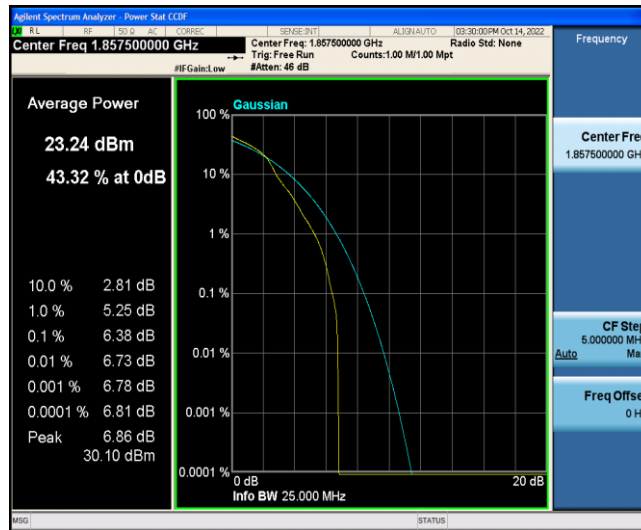 Agilent Spectrum Analyzer - Power Stat CCDF
RL RF 50 Ω AC CORREC SENSE:INT ALIGNAUTO 03:30:00PM Oct 14, 2022
Center Freq 1.857500000 GHz
Center Freq: 1.857500000 GHz Radio Std: None
Trig: Free Run Counts:1.00 M/1.00 Mpt
#IFGain:Low #Atten: 46 dB
Frequency
Average Power
23.24 dBm
43.32 % at 0dB
10.0 % 2.81 dB
1.0 % 5.25 dB
0.1 % 6.38 dB
0.01 % 6.73 dB
0.001 % 6.78 dB
0.0001 % 6.81 dB
Peak 6.86 dB
30.10 dBm
Gaussian
100 %
10 %
1 %
0.1 %
0.01 %
0.001 %
0.0001 %
0 dB 20 dB
Info BW 25.000 MHz
Center Fre
1.857500000 GH
CF Step
5.000000 MH
Auto Ma
Freq Offse
0 H
MSG STATUS